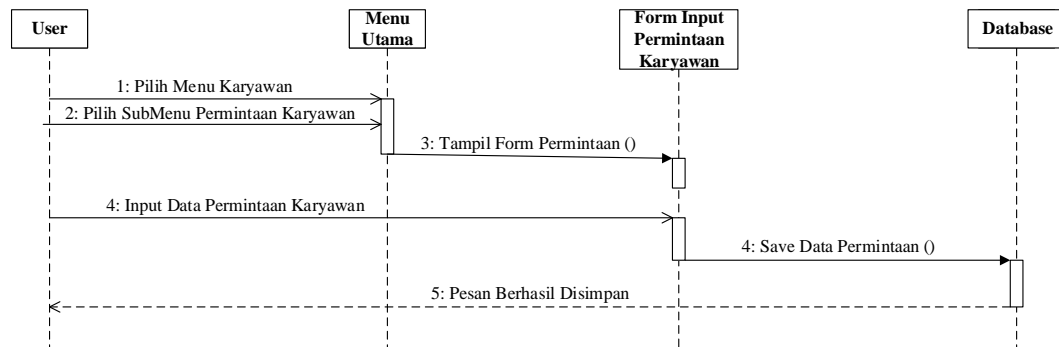 User
Menu
Utama
Form Input
Permintaan
Karyawan
Database
1: Pilih Menu Karyawan
2: Pilih SubMenu Permintaan Karyawan
3: Tampil Form Permintaan ()
4: Input Data Permintaan Karyawan
4: Save Data Permintaan ()
5: Pesan Berhasil Disimpan